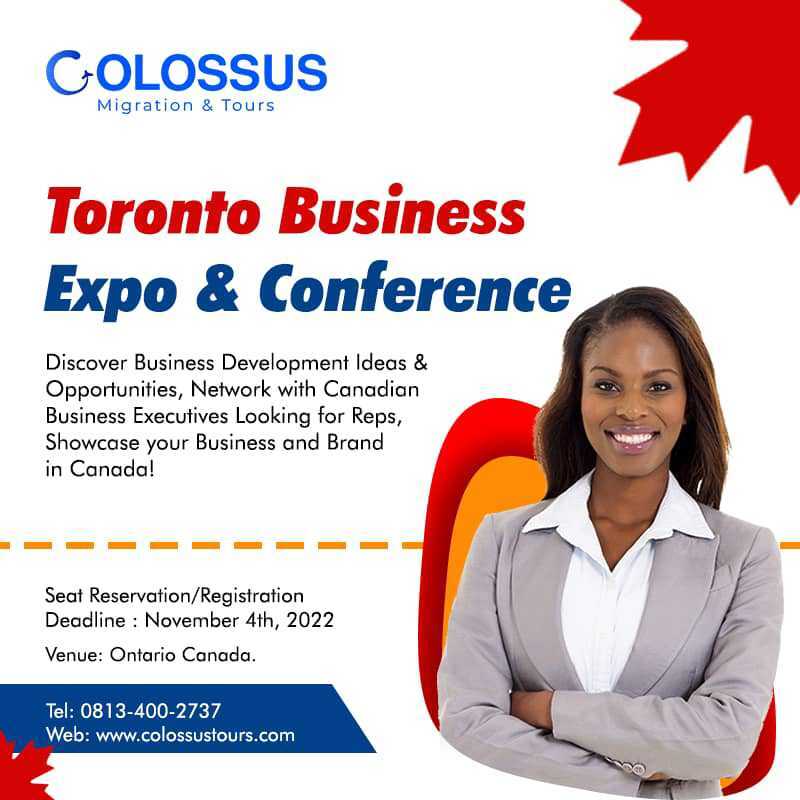 COLOSSUS
Migration & Tours
Toronto Business
Expo & Conference
Discover Business Development Ideas &
Opportunities, Network with Canadian
Business Executives Looking for Reps,
Showcase your Business and Brand
in Canada!
Seat Reservation/Registration
Deadline : November 4th, 2022
Venue: Ontario Canada.
Tel: 0813-400-2737
Web: www.colossustours.com